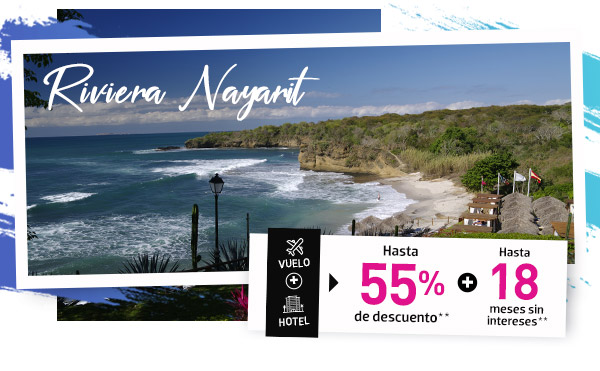 Riviera Nayarit
VUELO
+
HOTEL
Hasta
55%
de descuento**
+
Hasta
18
meses sin
intereses**